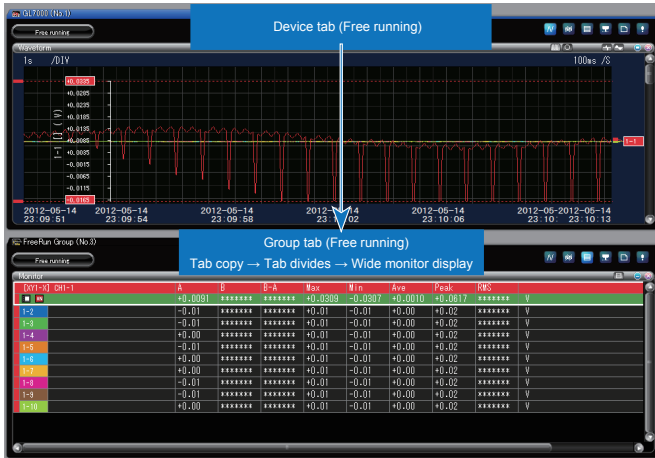 GL7000 (No.1)
Device tab (Free running)
Free running
Waveform
1s /DIV
100ms /S
+0.0335
+0.0285
+0.0235
+0.0185
+0.0135
+0.0085
+0.0035
-0.0015
-0.0065
-0.0115
-0.0165
1-1 [] (V)
1-1
2012-05-14 2012-05-14 2012-05-14 2012-05-14 2012-05-14 2012-05-14
23:09:51 23:09:54 23:09:58 02 23:10:06 23:10: 23:10:13
FreeRun Group (No.3)
Group tab (Free running)
Free running
Tab copy → Tab divides → Wide monitor display
Monitor
[XY1-X] CH1-1 A B B-A Max Min Ave Peak RMS
+0.0091 ******* ******* +0.0309 -0.0307 +0.0010 +0.0617 ******* V
1-2 -0.01 ******* ******* +0.01 -0.01 +0.00 +0.02 ******* V
1-3 -0.01 ******* ******* +0.01 -0.01 +0.00 +0.02 ******* V
1-4 +0.00 ******* ******* +0.01 -0.01 +0.00 +0.02 ******* V
1-5 -0.01 ******* ******* +0.01 -0.01 +0.00 +0.02 ******* V
1-6 +0.00 ******* ******* +0.01 -0.01 +0.00 +0.02 ******* V
1-7 +0.00 ******* ******* +0.01 -0.01 +0.00 +0.02 ******* V
1-8 -0.01 ******* ******* +0.01 -0.01 +0.00 +0.02 ******* V
1-9 -0.01 ******* ******* +0.01 -0.01 +0.00 +0.02 ******* V
1-10 +0.00 ******* ******* +0.01 -0.01 +0.00 +0.02 ******* V